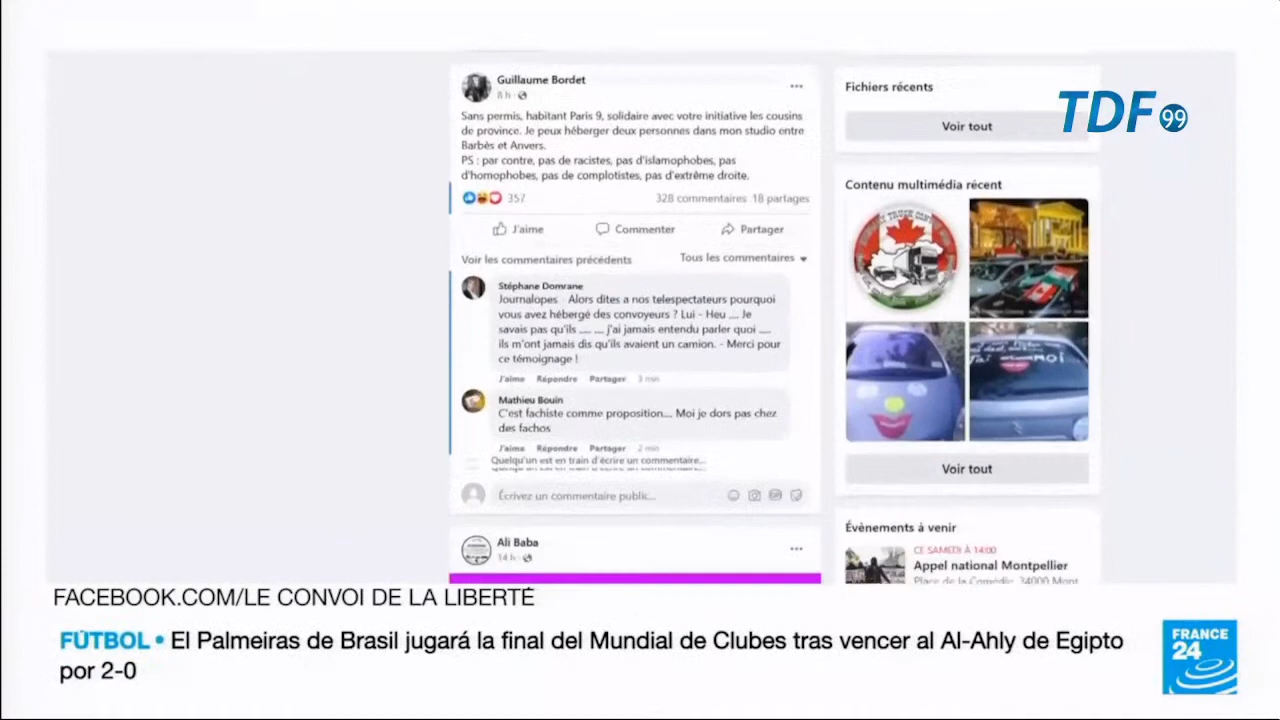 Guillaume Bordet
8 h
Sans permis, habitant Paris 9, solidaire avec votre initiative les cousins
de province. Je peux héberger deux personnes dans mon studio entre
Barbès et Anvers.
PS : par contre, pas de racistes, pas d'islamophobes, pas
d'homophobes, pas de complotistes, pas d'extrême droite.
357
328 commentaires 18 partages
J'aime Commenter Partager
Voir les commentaires précédents Tous les commentaires
Stéphane Domrane
Journalopes - Alors dites a nos telespectateurs pourquoi
vous avez hébergé des convoyeurs ? Lui - Heu .... Je
savais pas qu'ils .... .... j'ai jamais entendu parler quoi ....
ils m'ont jamais dis qu'ils avaient un camion. - Merci pour
ce témoignage !
J'aime Répondre Partager 3 min
Mathieu Bouin
C'est fachiste comme proposition.... Moi je dors pas chez
des fachos
J'aime Répondre Partager 2 min
Quelqu'un est en train d'écrire un commentaire...
Écrivez un commentaire public...
Ali Baba
14 h
Fichiers récents
Voir tout
TDF 99
Contenu multimédia récent
Voir tout
Évènements à venir
CE SAMEDI À 14:00
Appel national Montpellier
Place de la Comédie, 34000 Mont
FACEBOOK.COM/LE CONVOI DE LA LIBERTÉ
FÚTBOL • El Palmeiras de Brasil jugará la final del Mundial de Clubes tras vencer al Al-Ahly de Egipto
por 2-0
FRANCE
24